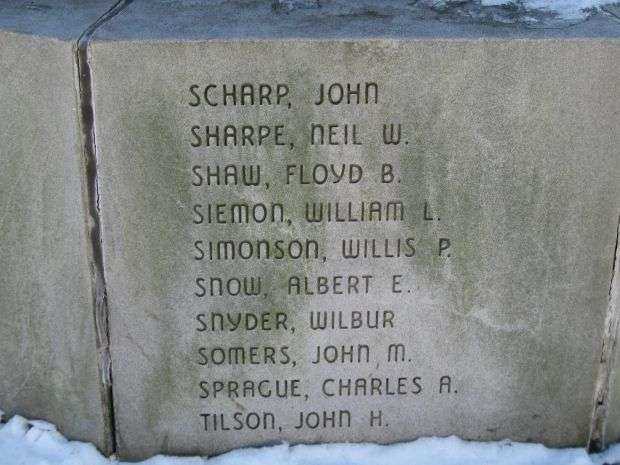 SCHARP, JOHN
SHARPE, NEIL W.
SHAW, FLOYD B.
SIEMON, WILLIAM L.
SIMONSON, WILLIS P.
SNOW, ALBERT E.
SNYDER, WILBUR
SOMERS, JOHN M.
SPRAGUE, CHARLES A.
TILSON, JOHN H.